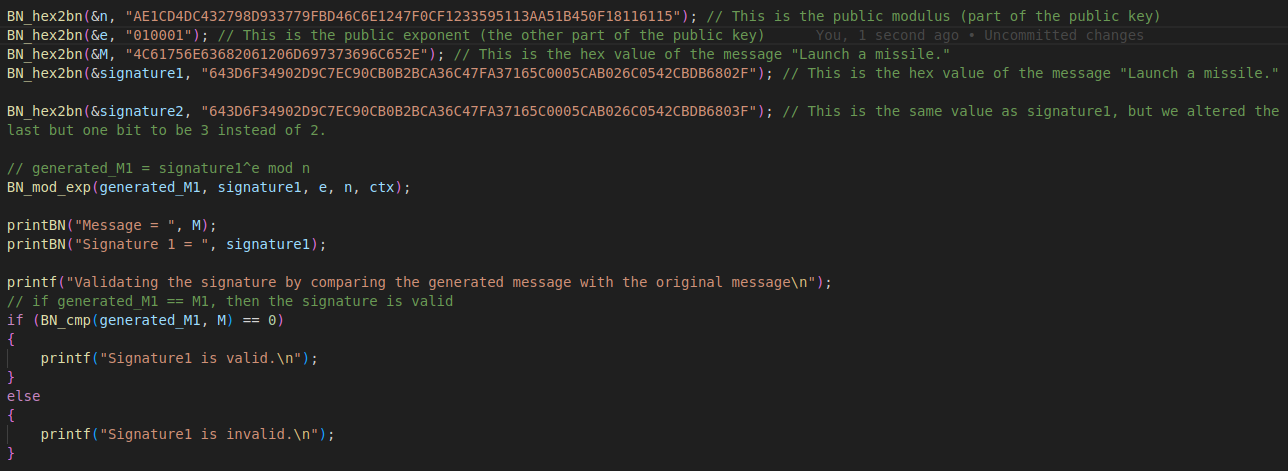 BN_hex2bn(&n, "AE1CD4DC432798D933779FBD46C6E1247F0CF1233595113AA51B450F18116115"); // This is the public modulus (part of the public key)
BN_hex2bn(&e, "010001"); // This is the public exponent (the other part of the public key) You, 1 second ago • Uncommitted changes
BN_hex2bn(&M, "4C61756E63682061206D697373696C652E"); // This is the hex value of the message "Launch a missile."
BN_hex2bn(&signature1, "643D6F34902D9C7EC90CB0B2BCA36C47FA37165C0005CAB026C0542CBDB6802F"); // This is the hex value of the message "Launch a missile."
BN_hex2bn(&signature2, "643D6F34902D9C7EC90CB0B2BCA36C47FA37165C0005CAB026C0542CBDB6803F"); // This is the same value as signature1, but we altered the
last but one bit to be 3 instead of 2.
// generated_M1 = signature1^e mod n
BN_mod_exp(generated_M1, signature1, e, n, ctx);
printBN("Message = ", M);
printBN("Signature 1 = ", signature1);
printf("Validating the signature by comparing the generated message with the original message\n");
// if generated_M1 == M1, then the signature is valid
if (BN_cmp(generated_M1, M) == 0)
{
printf("Signature1 is valid.\n");
}
else
{
printf("Signature1 is invalid.\n");
}